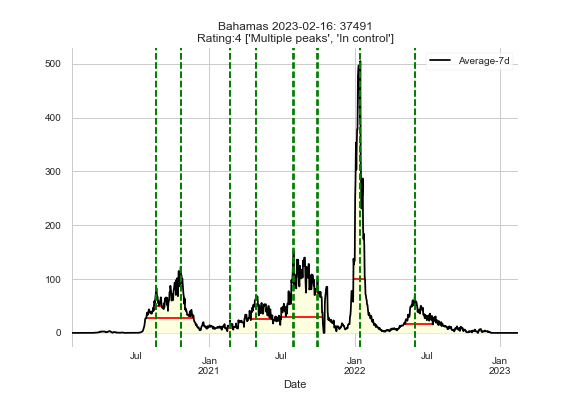 Bahamas 2023-02-16: 37491
Rating:4 ['Multiple peaks', 'In control']
Average-7d
500
400
300
200
100
0
Jul
Jan
2021
Jul
Jan
2022
Jul
Jan
2023
Date